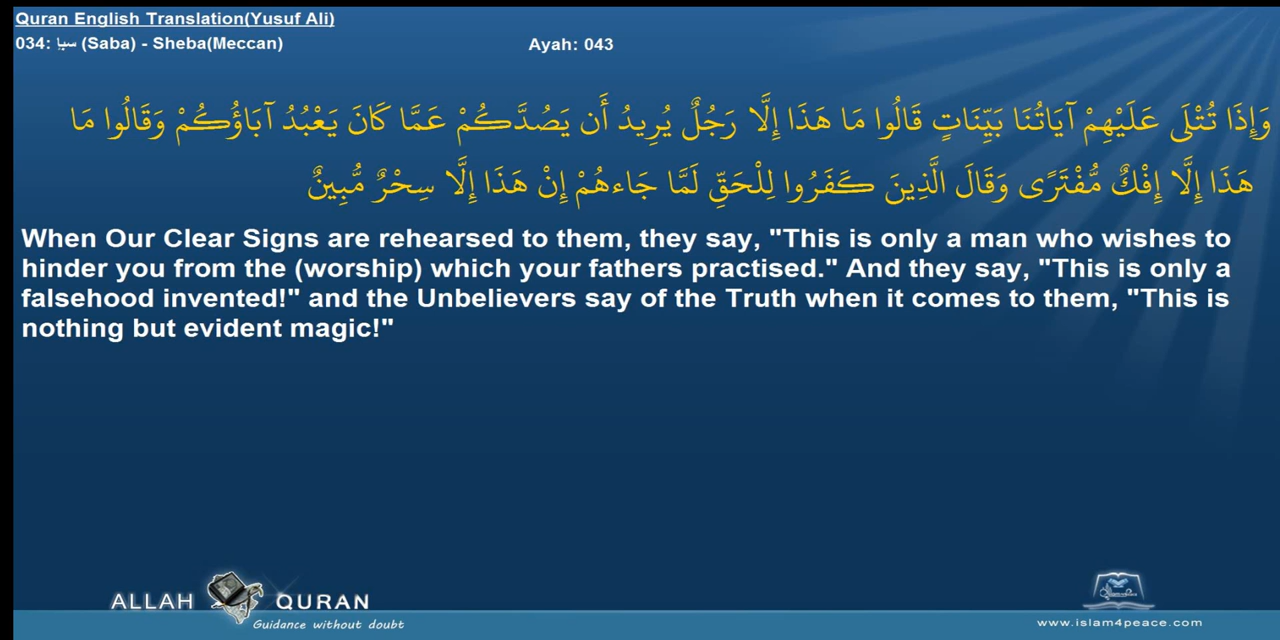 Quran English Translation(Yusuf Ali)
034: سبإ (Saba) - Sheba(Meccan) Ayah: 043
وَإِذَا تُتْلَى عَلَيْهِمْ آيَاتُنَا بَيِّنَاتٍ قَالُوا مَا هَذَا إِلَّا رَجُلٌ يُرِيدُ أَن يَصُدَّكُمْ عَمَّا كَانَ يَعْبُدُ آبَاؤُكُمْ وَقَالُوا مَا
هَذَا إِلَّا إِفْكٌ مُّفْتَرًى وَقَالَ الَّذِينَ كَفَرُوا لِلْحَقِّ لَمَّا جَاءهُمْ إِنْ هَذَا إِلَّا سِحْرٌ مُّبِينٌ
When Our Clear Signs are rehearsed to them, they say, "This is only a man who wishes to
hinder you from the (worship) which your fathers practised." And they say, "This is only a
falsehood invented!" and the Unbelievers say of the Truth when it comes to them, "This is
nothing but evident magic!"
ALLAH QURAN
Guidance without doubt
www.islam4peace.com